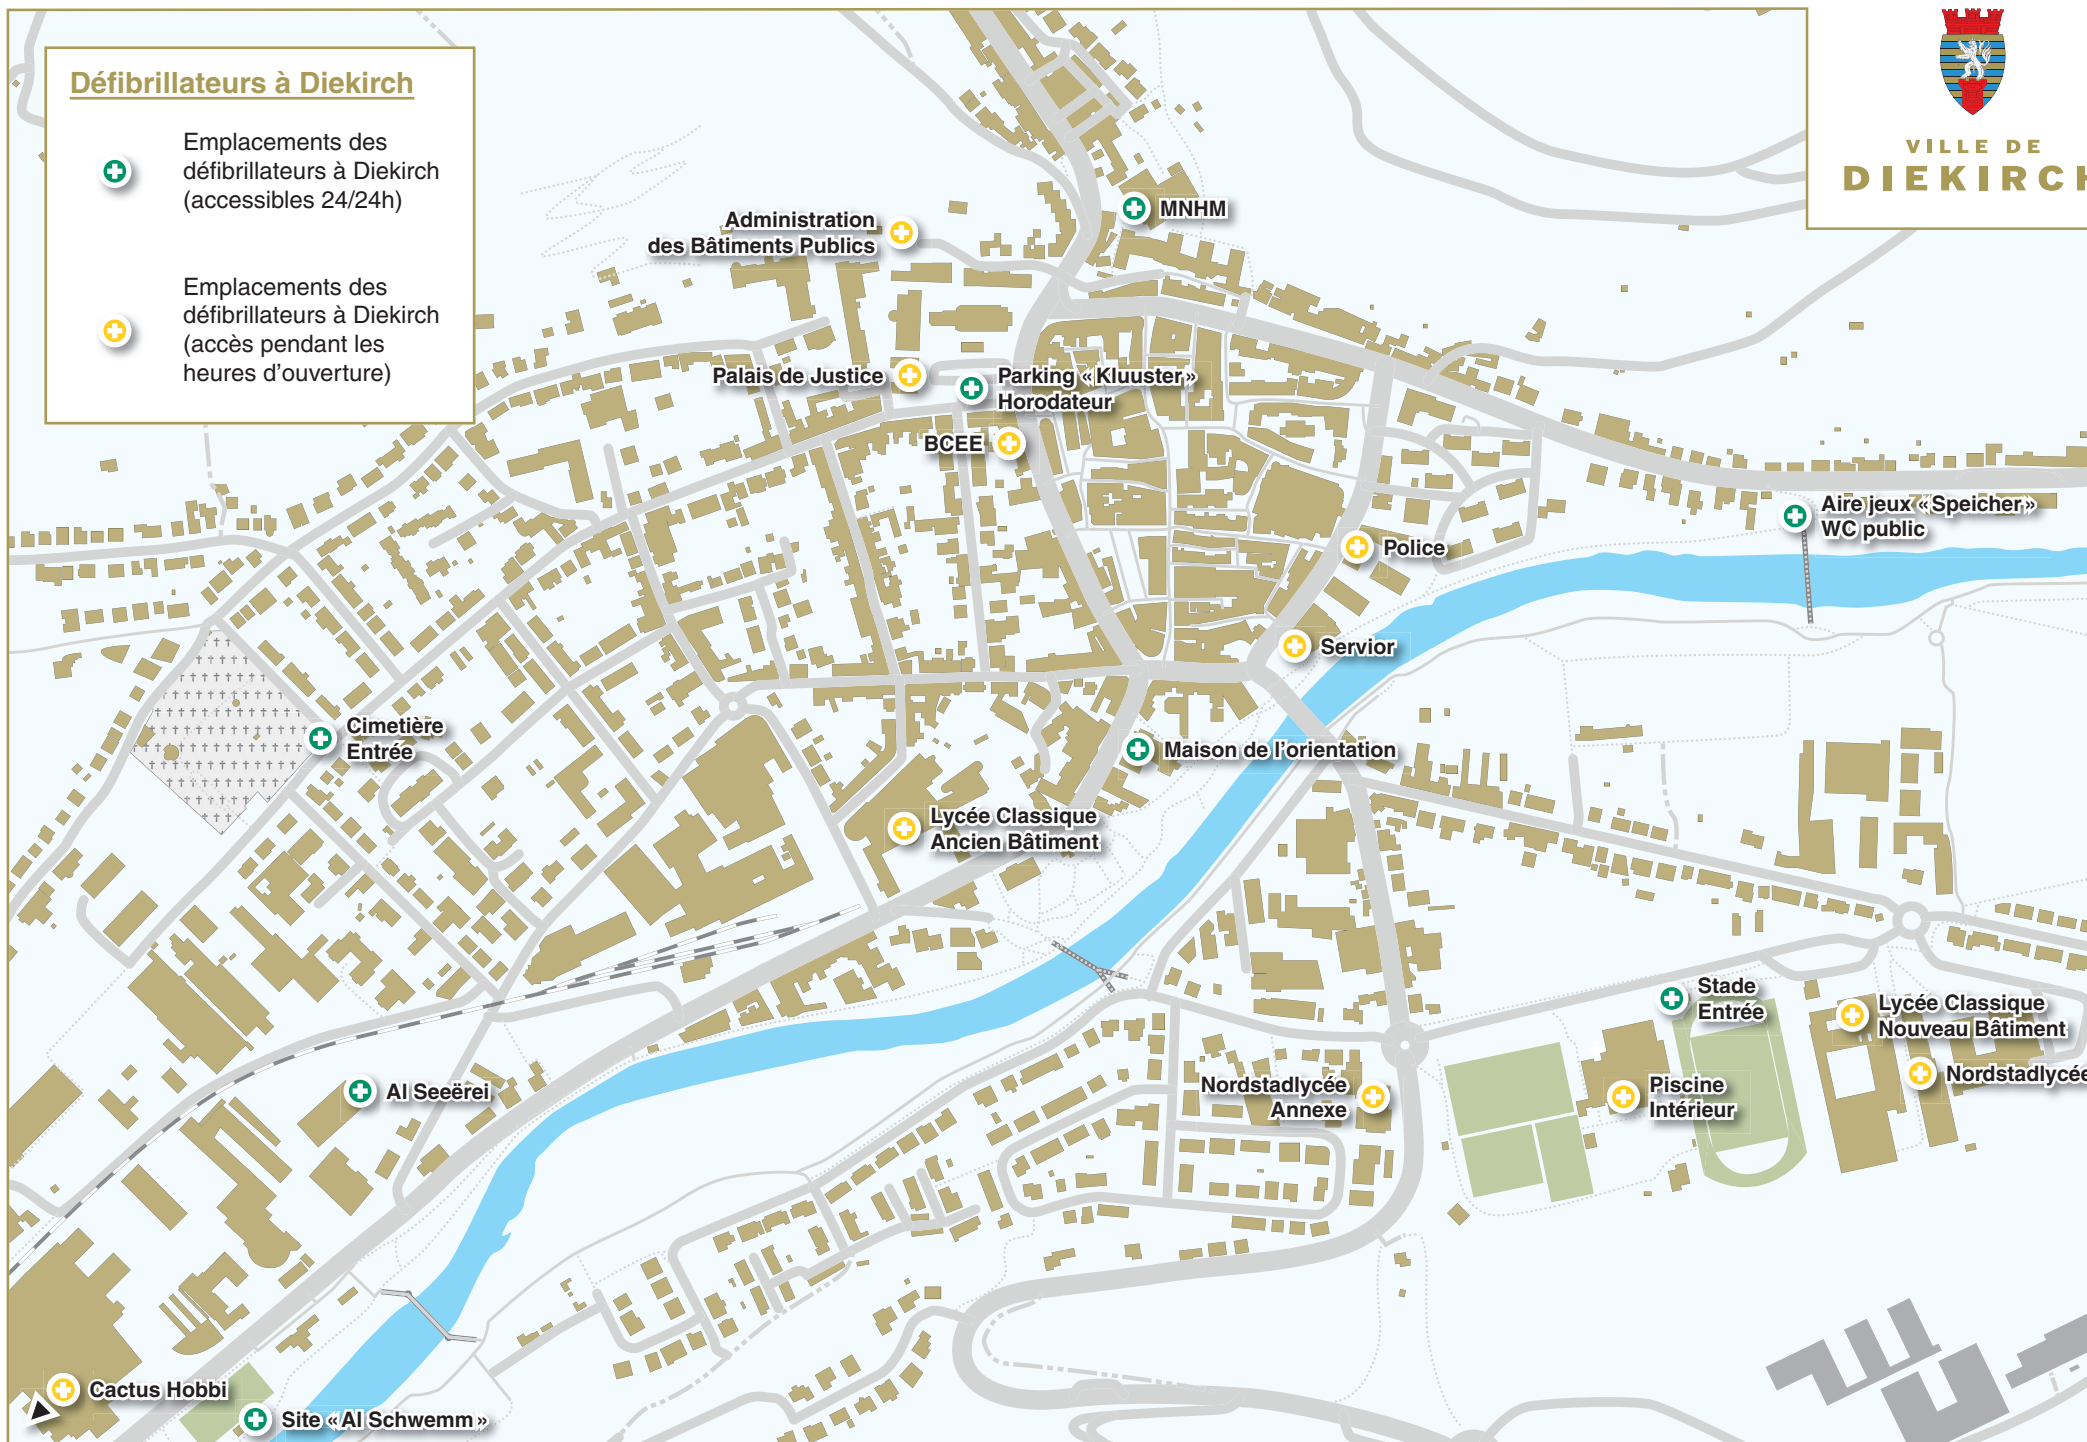 Défibrillateurs à Diekirch
Emplacements des
défibrillateurs à Diekirch
(accessibles 24/24h)
Emplacements des
défibrillateurs à Diekirch
(accès pendant les
heures d’ouverture)
VILLE DE
DIEKIRCH
MNHM
Administration
des Bâtiments Publics
Palais de Justice
Parking «Kluuster»
Horodateur
BCEE
Aire jeux «Speicher»
WC public
Police
Servior
Cimetière
Entrée
Maison de l’orientation
Lycée Classique
Ancien Bâtiment
Stade
Entrée
Lycée Classique
Nouveau Bâtiment
Nordstadlycée
Piscine
Intérieur
Nordstadlycée
Annexe
Al Seeërei
Cactus Hobbi
Site «Al Schwemm»